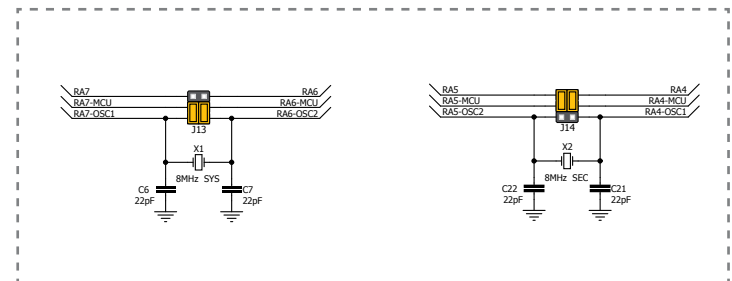 RA7 RA6
RA7-MCU RA6-MCU
RA7-OSC1 RA6-OSC2
J13
X1
8MHz SYS
C6 C7
22pF 22pF
RA5 RA4
RA5-MCU RA4-MCU
RA5-OSC2 RA4-OSC1
J14
X2
8MHz SEC
C22 C21
22pF 22pF